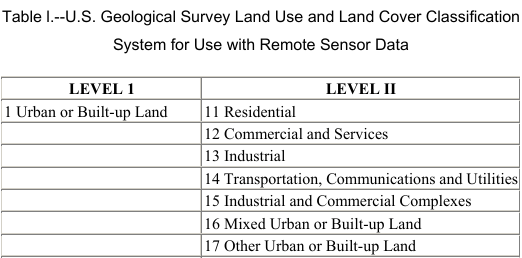 Table I.--U.S. Geological Survey Land Use and Land Cover Classification
System for Use with Remote Sensor Data
LEVEL 1 LEVEL II
1 Urban or Built-up Land 11 Residential
12 Commercial and Services
13 Industrial
14 Transportation, Communications and Utilities
15 Industrial and Commercial Complexes
16 Mixed Urban or Built-up Land
17 Other Urban or Built-up Land